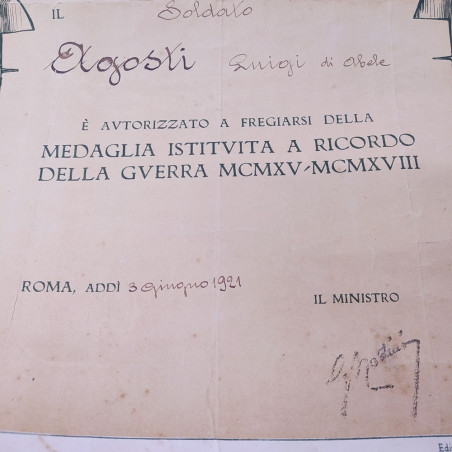 IL Soldato
Agosti Luigi di Abele
È AVTORIZZATO A FREGIARSI DELLA
MEDAGLIA ISTITVITA A RICORDO
DELLA GVERRA MCMXV-MCMXVIII
ROMA, ADDÌ 3 giugno 1921
IL MINISTRO